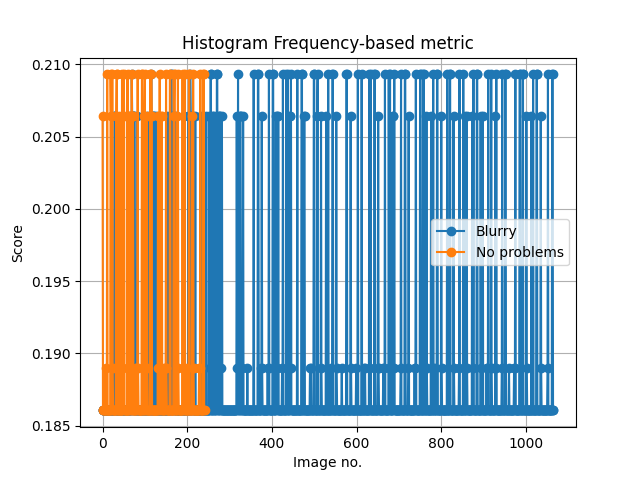 Histogram Frequency-based metric
0.210
0.205
0.200
0.195
0.190
0.185
Score
Blurry
No problems
0 200 400 600 800 1000
Image no.